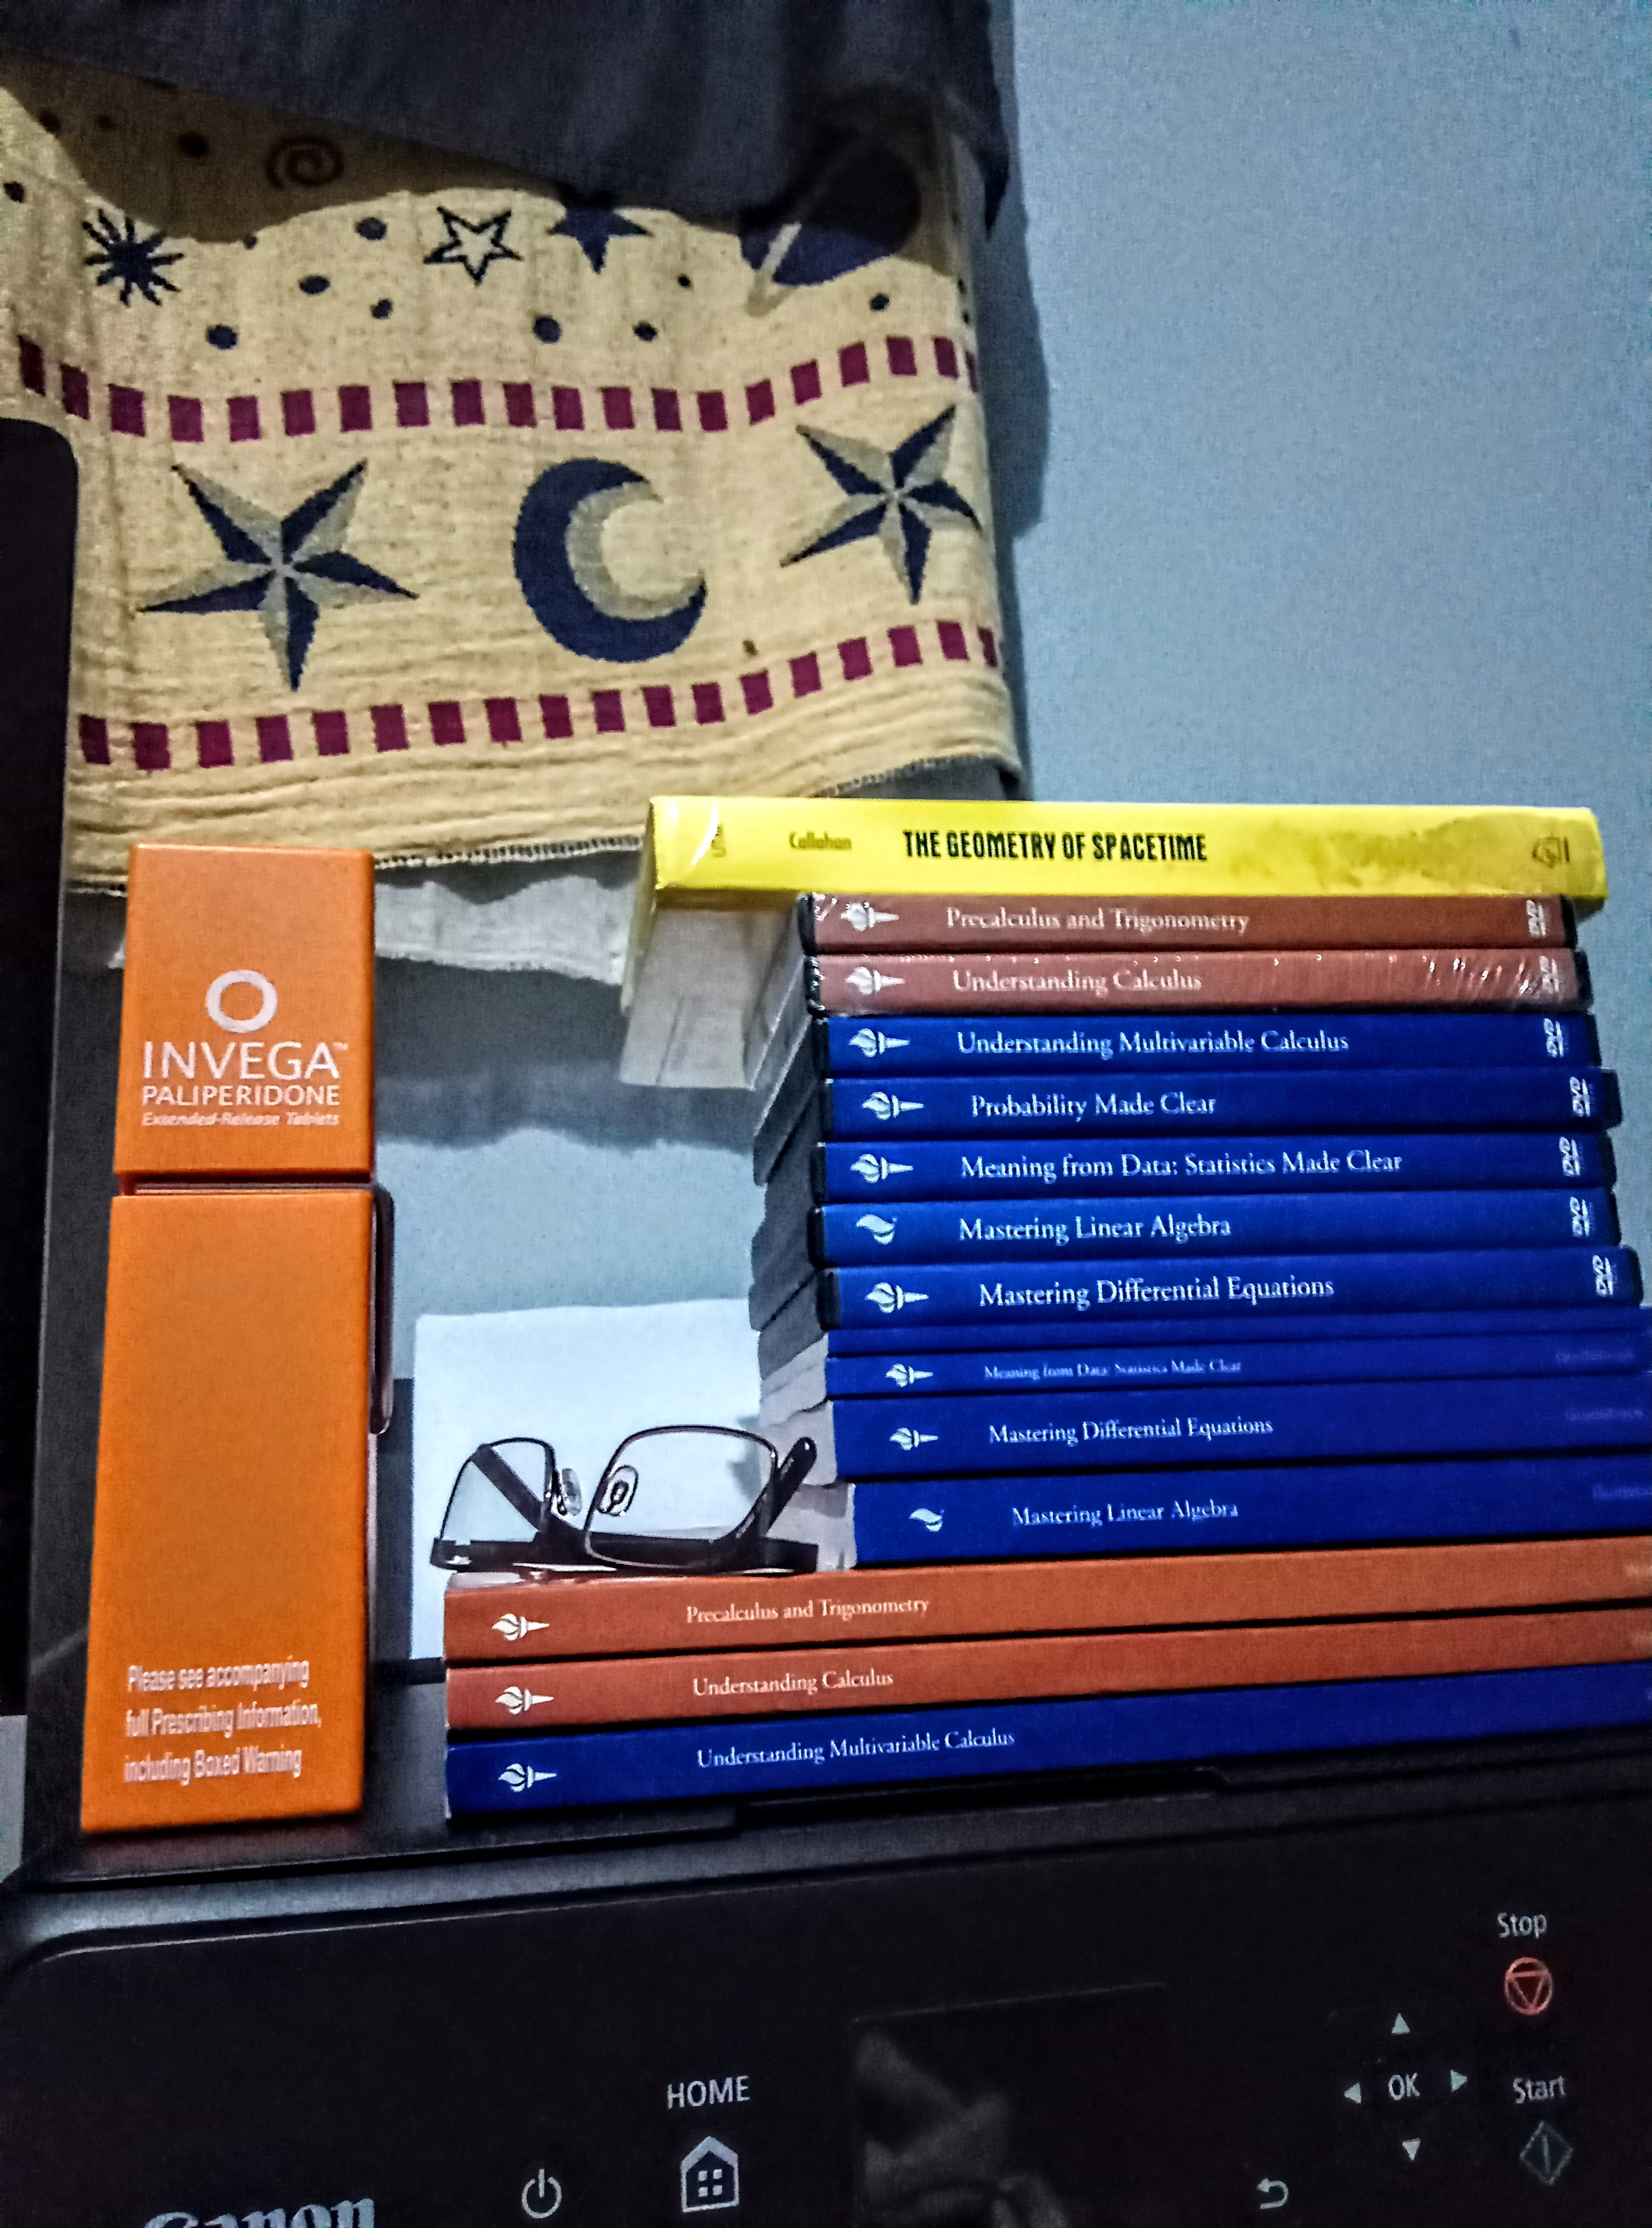 INVEGA™
PALIPERIDONE
Extended-Release Tablets
Please see accompanying
full Prescribing Information,
including Boxed Warning
Callahan THE GEOMETRY OF SPACETIME
Precalculus and Trigonometry DVD
Understanding Calculus DVD
Understanding Multivariable Calculus DVD
Probability Made Clear DVD
Meaning from Data: Statistics Made Clear DVD
Mastering Linear Algebra DVD
Mastering Differential Equations DVD
Meaning from Data: Statistics Made Clear
Mastering Differential Equations
Mastering Linear Algebra
Precalculus and Trigonometry
Understanding Calculus
Understanding Multivariable Calculus
Stop
HOME
OK
Start
Canon